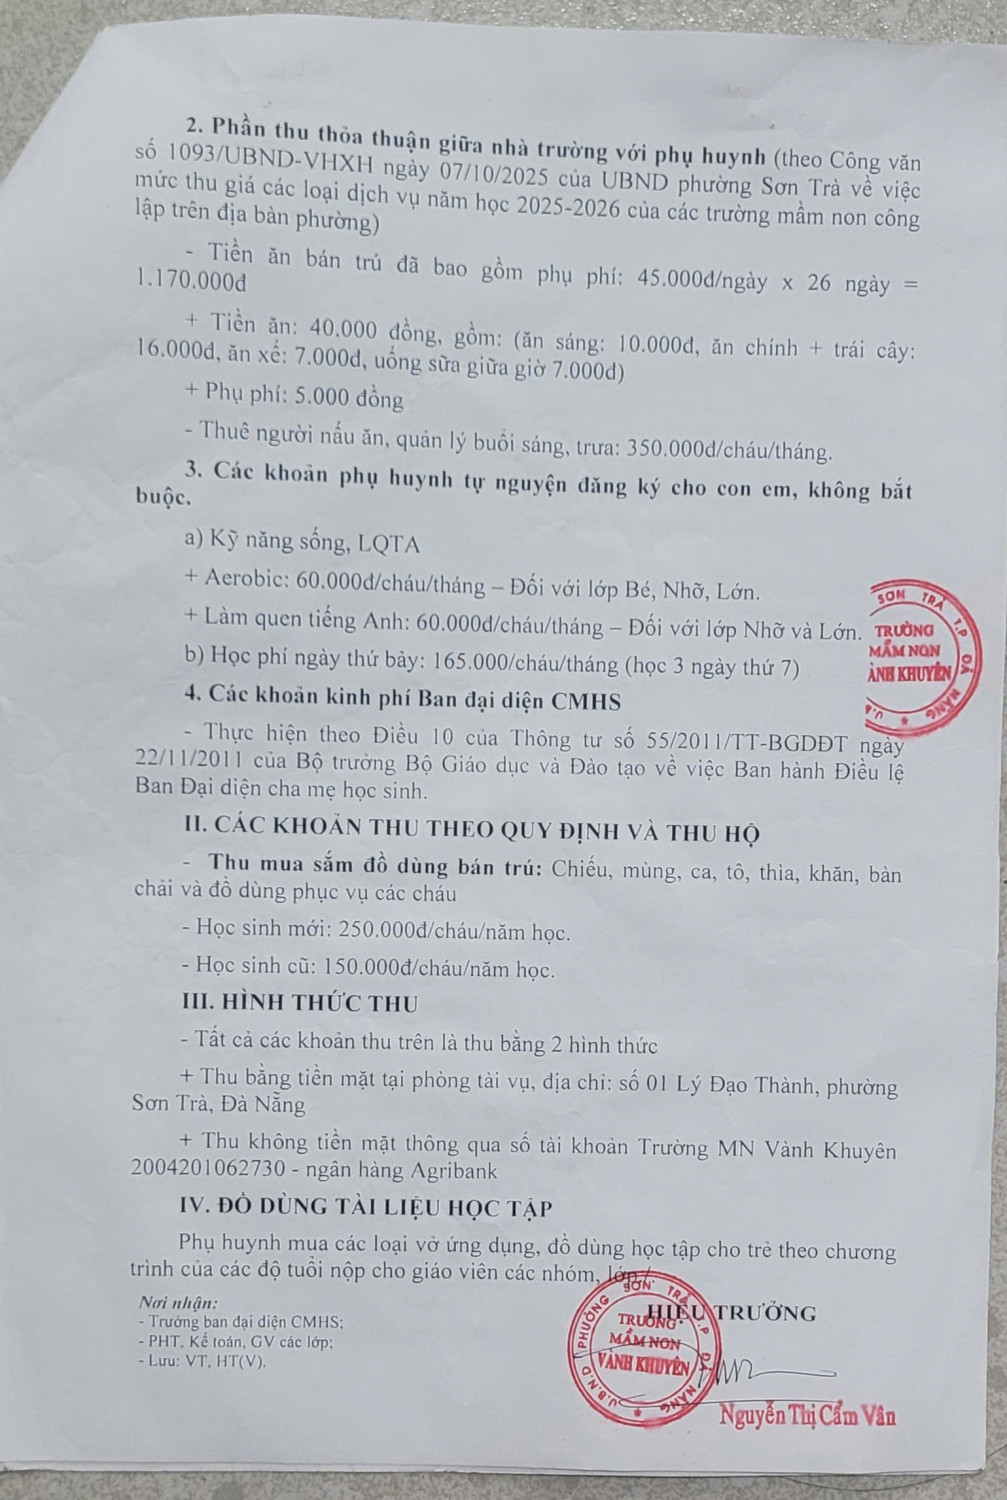 2. Phần thu thỏa thuận giữa nhà trường với phụ huynh (theo Công văn
số 1093/UBND-VHXH ngày 07/10/2025 của UBND phường Sơn Trà về việc
mức thu giá các loại dịch vụ năm học 2025-2026 của các trường mầm non công
lập trên địa bàn phường)
- Tiền ăn bán trú đã bao gồm phụ phí: 45.000đ/ngày x 26 ngày =
1.170.000đ
+ Tiền ăn: 40.000 đồng, gồm: (ăn sáng: 10.000đ, ăn chính + trái cây:
16.000đ, ăn xế: 7.000đ, uống sữa giữa giờ 7.000đ)
+ Phụ phí: 5.000 đồng
- Thuê người nấu ăn, quản lý buổi sáng, trưa: 350.000đ/cháu/tháng.
3. Các khoản phụ huynh tự nguyện đăng ký cho con em, không bắt
buộc.
a) Kỹ năng sống, LQTA
+ Aerobic: 60.000đ/cháu/tháng – Đối với lớp Bé, Nhỡ, Lớn.
+ Làm quen tiếng Anh: 60.000đ/cháu/tháng – Đối với lớp Nhỡ và Lớn.
b) Học phí ngày thứ bảy: 165.000/cháu/tháng (học 3 ngày thứ 7)
SƠN TRÀ T.P ĐÀ NẴNG ★ U.B
TRƯỜNG
MẦM NON
ÀNH KHUYÊN
4. Các khoản kinh phí Ban đại diện CMHS
- Thực hiện theo Điều 10 của Thông tư số 55/2011/TT-BGDĐT ngày
22/11/2011 của Bộ trưởng Bộ Giáo dục và Đào tạo về việc Ban hành Điều lệ
Ban Đại diện cha mẹ học sinh.
II. CÁC KHOẢN THU THEO QUY ĐỊNH VÀ THU HỘ
- Thu mua sắm đồ dùng bán trú: Chiếu, mùng, ca, tô, thìa, khăn, bàn
chải và đồ dùng phục vụ các cháu
- Học sinh mới: 250.000đ/cháu/năm học.
- Học sinh cũ: 150.000đ/cháu/năm học.
III. HÌNH THỨC THU
- Tất cả các khoản thu trên là thu bằng 2 hình thức
+ Thu bằng tiền mặt tại phòng tài vụ, địa chỉ: số 01 Lý Đạo Thành, phường
Sơn Trà, Đà Nẵng
+ Thu không tiền mặt thông qua số tài khoản Trường MN Vành Khuyên
2004201062730 - ngân hàng Agribank
IV. ĐỒ DÙNG TÀI LIỆU HỌC TẬP
Phụ huynh mua các loại vở ứng dụng, đồ dùng học tập cho trẻ theo chương
trình của các độ tuổi nộp cho giáo viên các nhóm, lớp./.
Nơi nhận:
- Trưởng ban đại diện CMHS;
- PHT, Kế toán, GV các lớp;
- Lưu: VT, HT(V).
HIỆU TRƯỞNG
U.B.N.D PHƯỜNG SƠN TRÀ T.P ĐÀ NẴNG ★
TRƯỜNG
MẦM NON
VÀNH KHUYÊN
Nguyễn Thị Cẩm Vân